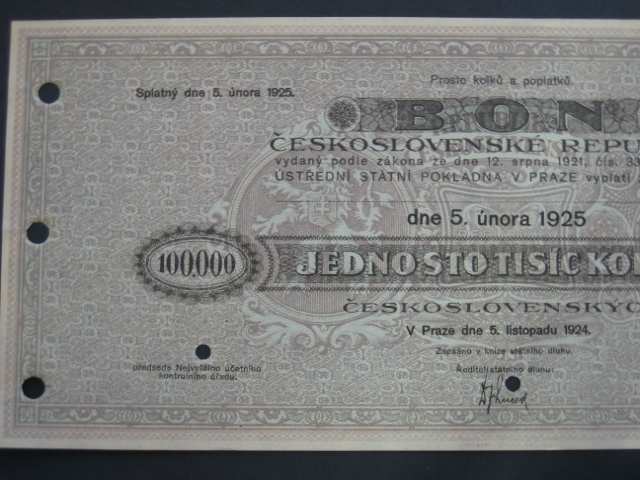 Prosto kolků a poplatků.
Splatný dne 5. února 1925.
BON
ČESKOSLOVENSKÉ REPU
vydaný podle zákona ze dne 12. srpna 1921, čís. 33
ÚSTŘEDNÍ STÁTNÍ POKLADNA V PRAZE vyplatí
dne 5. února 1925
100.000
JEDNO STO TISÍC KO
ČESKOSLOVENSKÝC
V Praze dne 5. listopadu 1924.
Zapsáno v knize státního dluhu.
předseda Nejvyššího účetního
kontrolního úřadu.
Ředitel státního dluhu: